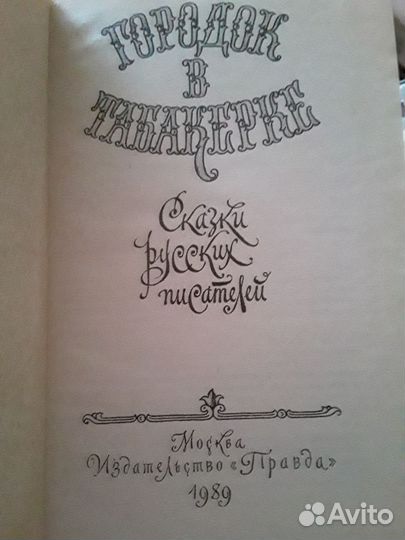 ГОРОДОК
В
ТАБАКЕРКЕ
Сказки
русских
писателей
Москва
Издательство «Правда»
1989
Avito